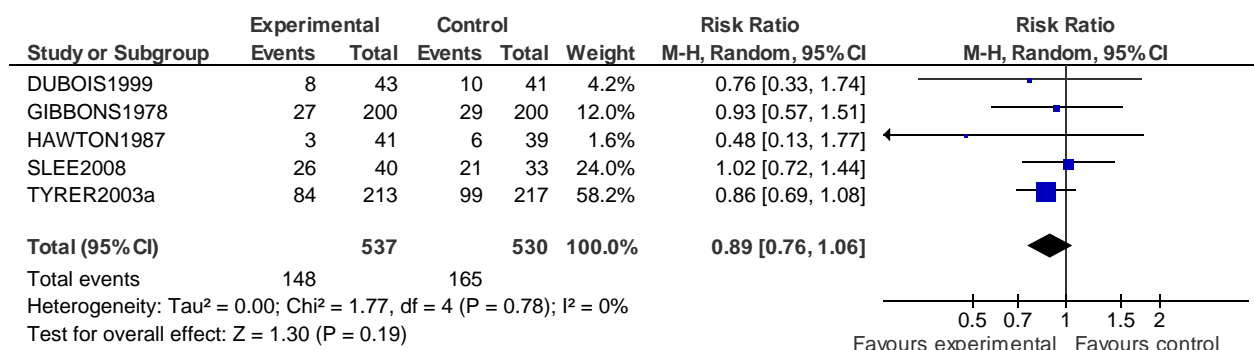 Experimental Control Risk Ratio Risk Ratio
Study or Subgroup Events Total Events Total Weight M-H, Random, 95% CI M-H, Random, 95% CI
DUBOIS1999 8 43 10 41 4.2% 0.76 [0.33, 1.74]
GIBBONS1978 27 200 29 200 12.0% 0.93 [0.57, 1.51]
HAWTON1987 3 41 6 39 1.6% 0.48 [0.13, 1.77]
SLEE2008 26 40 21 33 24.0% 1.02 [0.72, 1.44]
TYRER2003a 84 213 99 217 58.2% 0.86 [0.69, 1.08]
Total (95% CI) 537 530 100.0% 0.89 [0.76, 1.06]
Total events 148 165
Heterogeneity: Tau² = 0.00; Chi² = 1.77, df = 4 (P = 0.78); I² = 0%
Test for overall effect: Z = 1.30 (P = 0.19)
0.5 0.7 1 1.5 2
Favours experimental Favours control